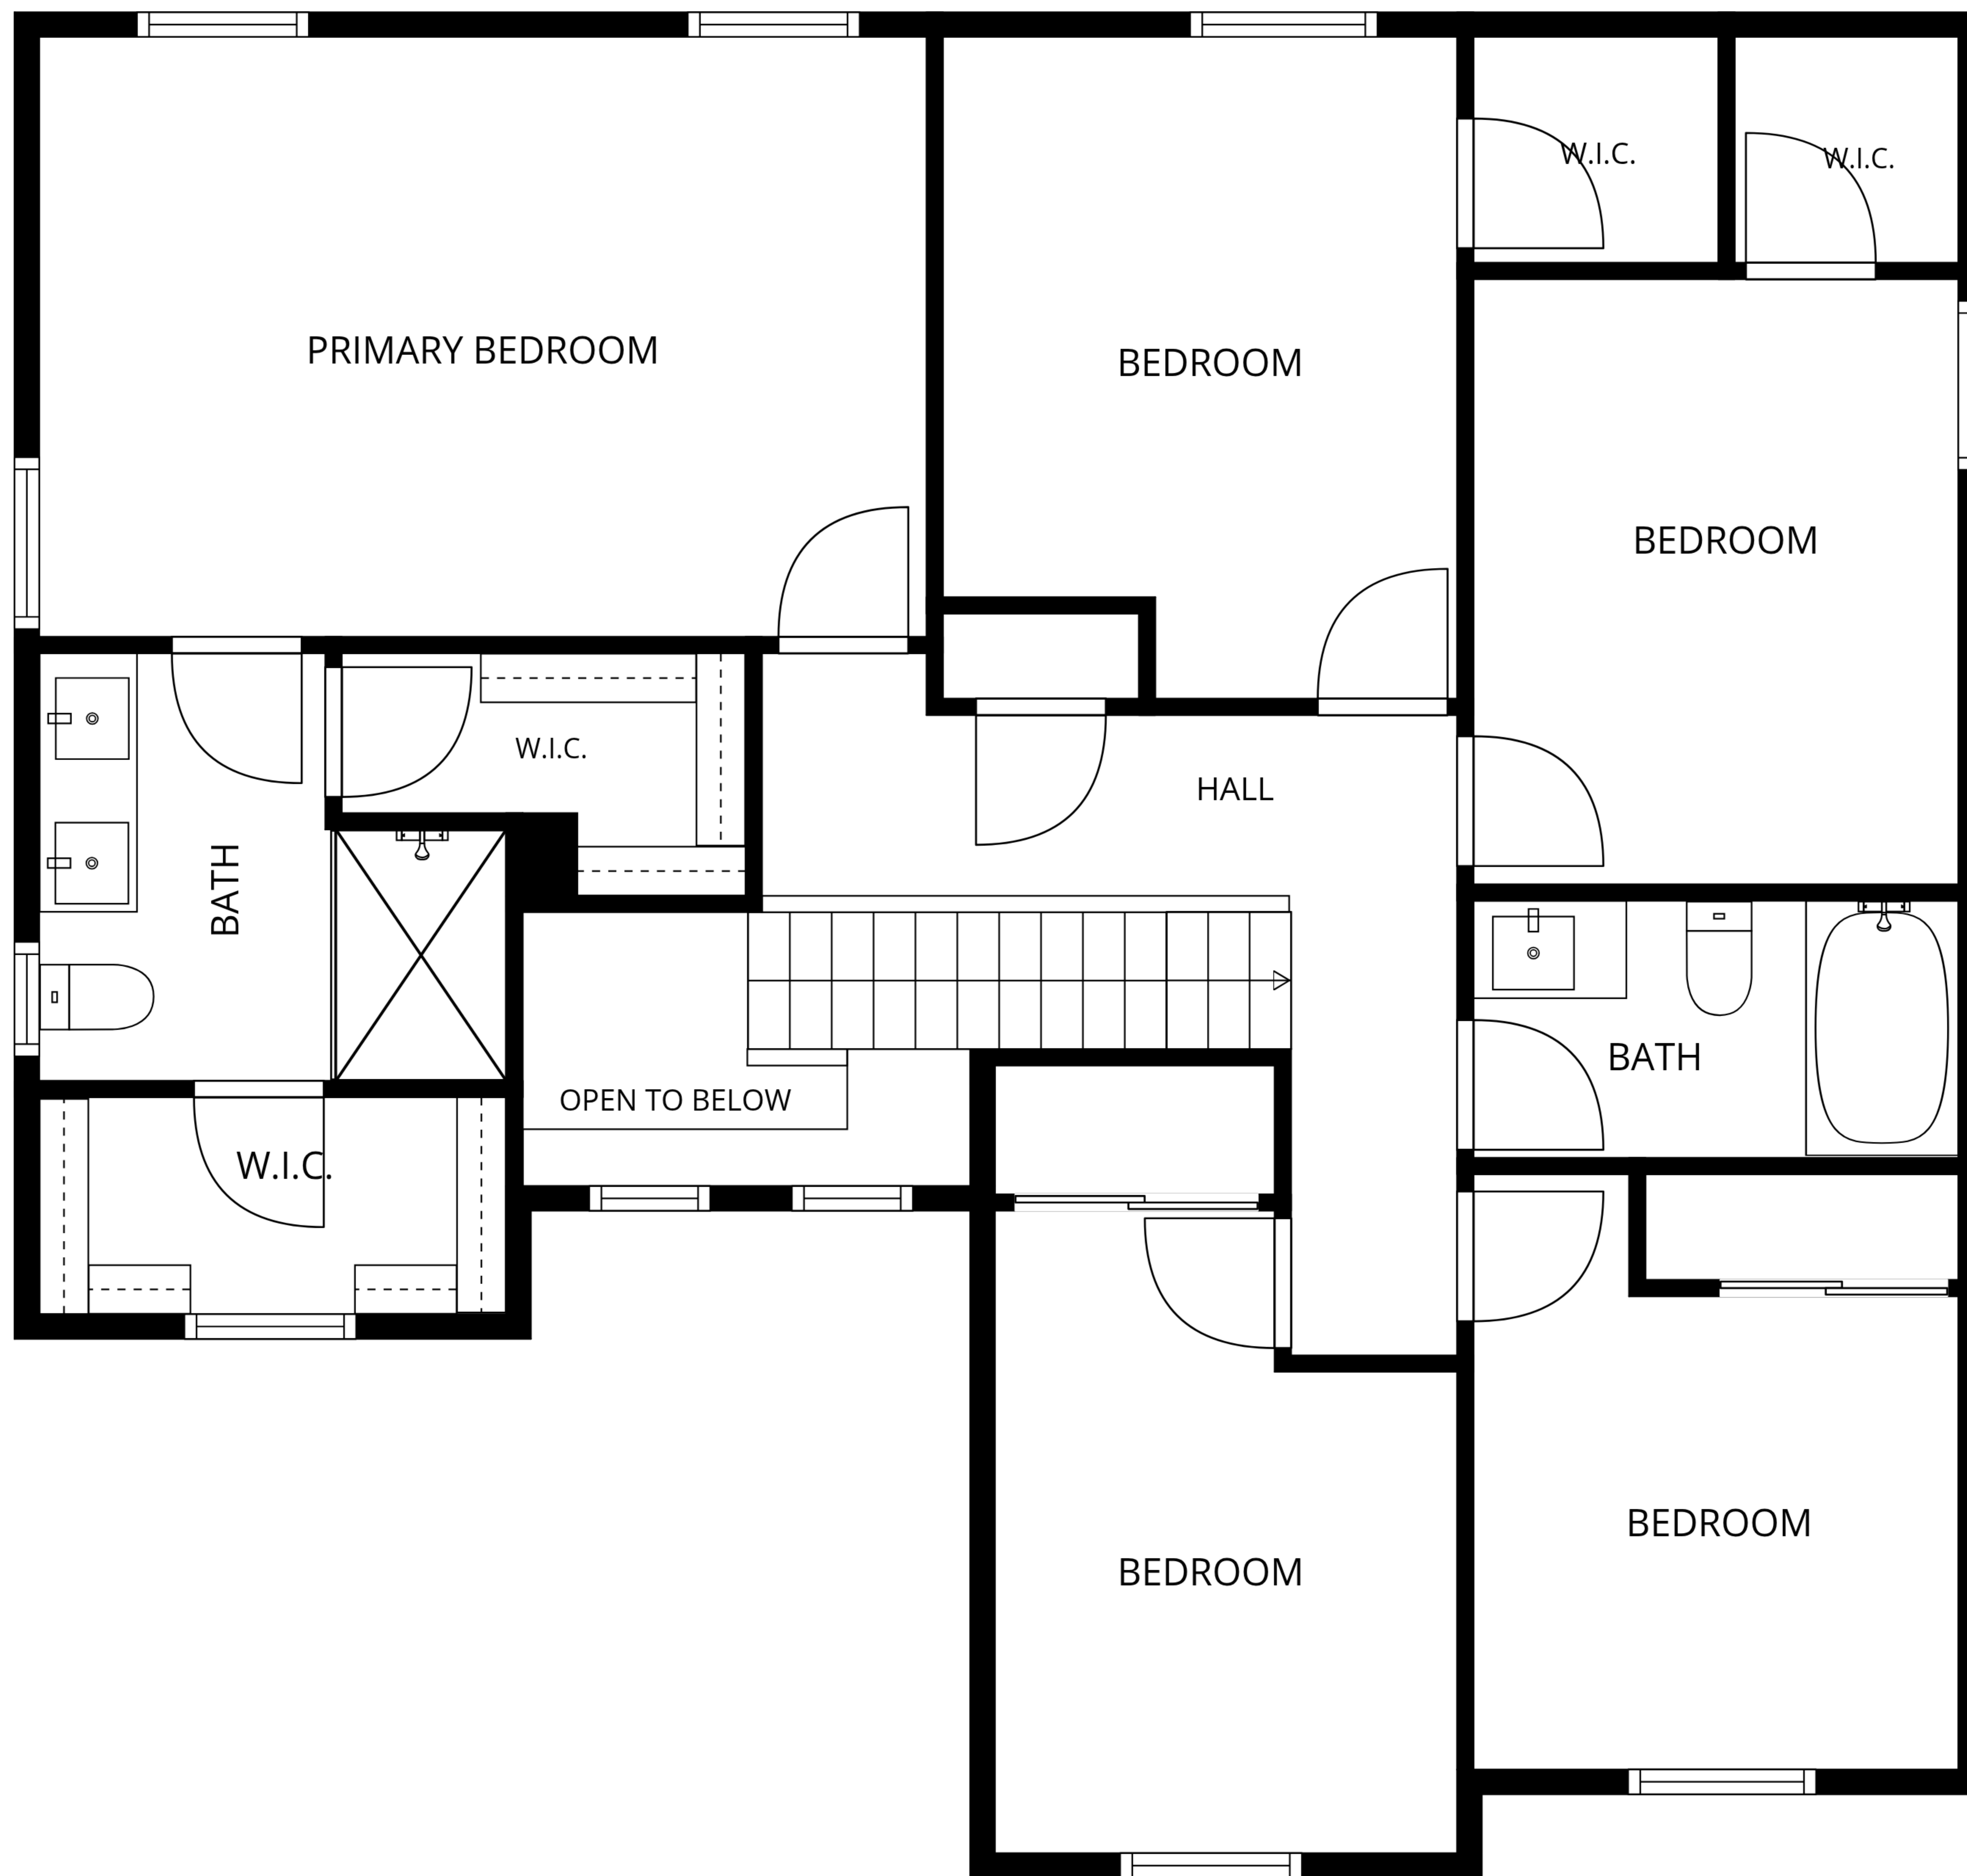 W.I.C.
W.I.C.
PRIMARY BEDROOM
BEDROOM
BEDROOM
W.I.C.
HALL
BATH
BATH
OPEN TO BELOW
W.I.C.
BEDROOM
BEDROOM